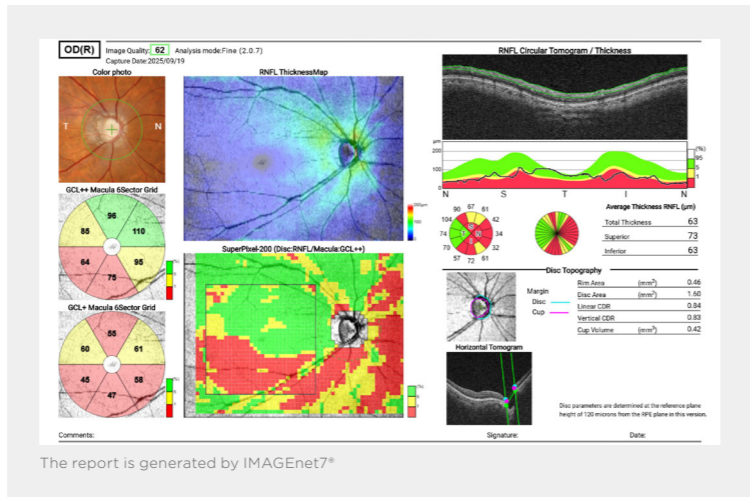 OD(R) Image Quality: 62 Analysis mode:Fine (2.0.7)
Capture Date:2025/09/19
Color photo
T N
RNFL ThicknessMap
RNFL Circular Tomogram / Thickness
μm
200
100
0
N S T I N
(%)
95
5
1
GCL++ Macula 6Sector Grid
96
85 110
64 95
75
GCL+ Macula 6Sector Grid
55
60 61
45 58
47
SuperPixel-200 (Disc:RNFL/Macula:GCL++)
90 67 61
104 42
74 34
70 32
57 72 61
Average Thickness RNFL (μm)
Total Thickness 63
Superior 73
Inferior 63
Disc Topography
Margin
Disc
Cup
Rim Area (mm²) 0.46
Disc Area (mm²) 1.60
Linear CDR 0.84
Vertical CDR 0.83
Cup Volume (mm³) 0.42
Horizontal Tomogram
Disc parameters are determined at the reference plane
height of 120 microns from the RPE plane in this version.
Comments: Signature: Date:
The report is generated by IMAGEnet7®